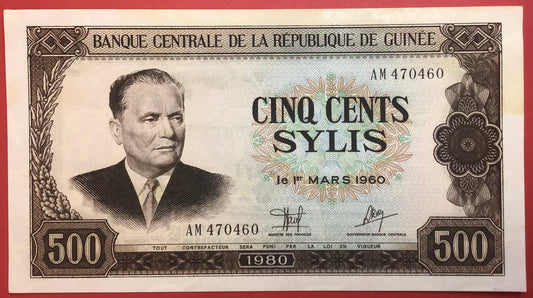 BANQUE CENTRALE DE LA RÉPUBLIQUE DE GUINÉE
AM 470460
CINQ CENTS
SYLIS
le 1er MARS 1960
AM 470460
MINISTRE DES FINANCES
GOUVERNEUR BANQUE CENTRALE
500
500
TOUT CONTREFACTEUR SERA PUNI PAR LA LOI EN VIGUEUR
1980